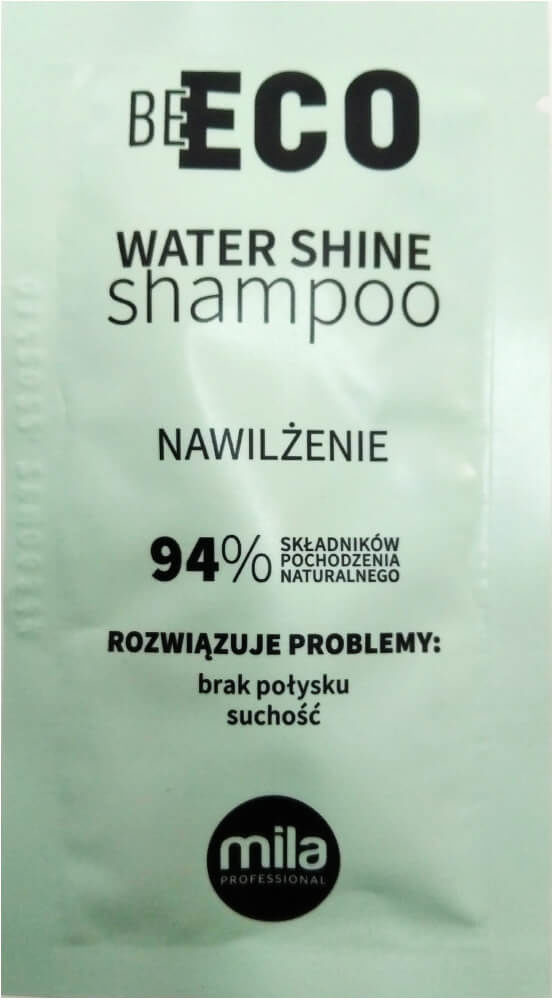 BE ECO
WATER SHINE
shampoo
NAWILŻENIE
94% SKŁADNIKÓW
POCHODZENIA
NATURALNEGO
ROZWIĄZUJE PROBLEMY:
brak połysku
suchość
mila
PROFESSIONAL